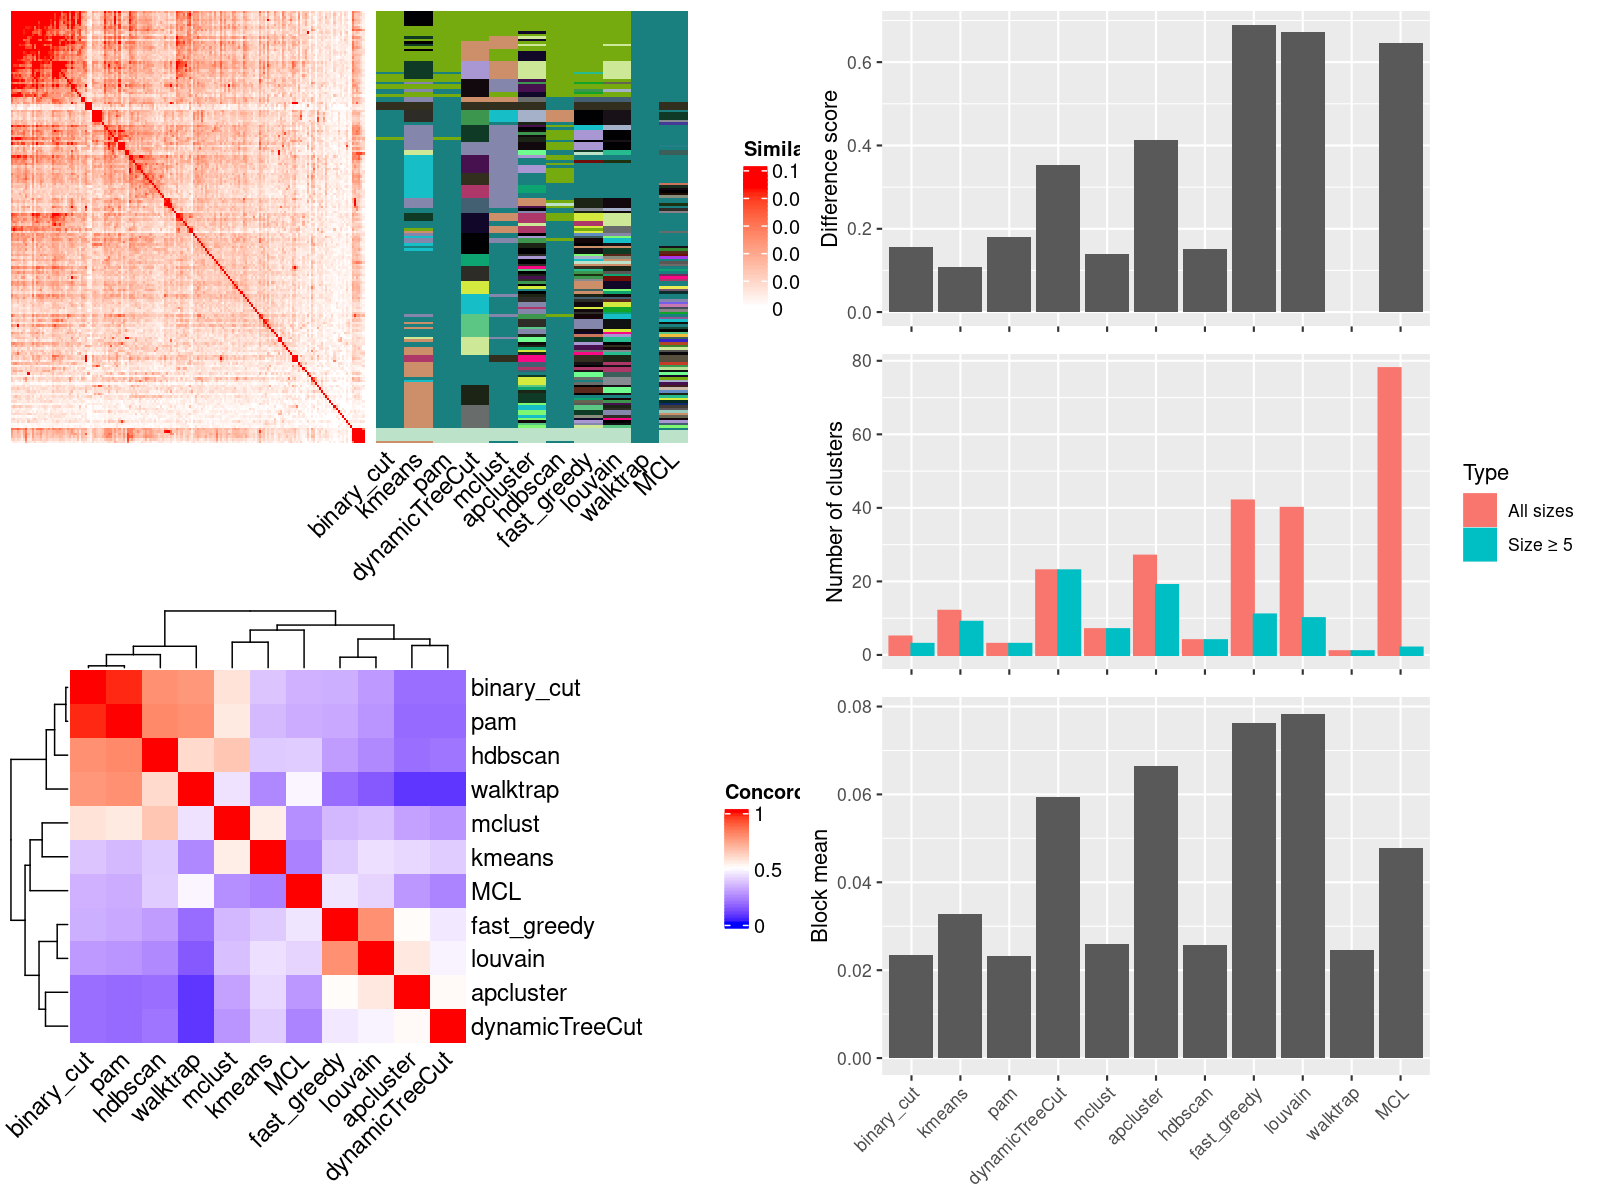 Simila
0.1
0.0
0.0
0.0
0.0
0
binary_cut
kmeans
pam
dynamicTreeCut
mclust
apcluster
hdbscan
fast_greedy
louvain
walktrap
MCL
binary_cut
pam
hdbscan
walktrap
mclust
kmeans
MCL
fast_greedy
louvain
apcluster
dynamicTreeCut
binary_cut
pam
hdbscan
walktrap
mclust
kmeans
MCL
fast_greedy
louvain
apcluster
dynamicTreeCut
Concord
1
0.5
0
Difference score
0.6
0.4
0.2
0.0
Number of clusters
80
60
40
20
0
Type
All sizes
Size ≥ 5
Block mean
0.08
0.06
0.04
0.02
0.00
binary_cut
kmeans
pam
dynamicTreeCut
mclust
apcluster
hdbscan
fast_greedy
louvain
walktrap
MCL